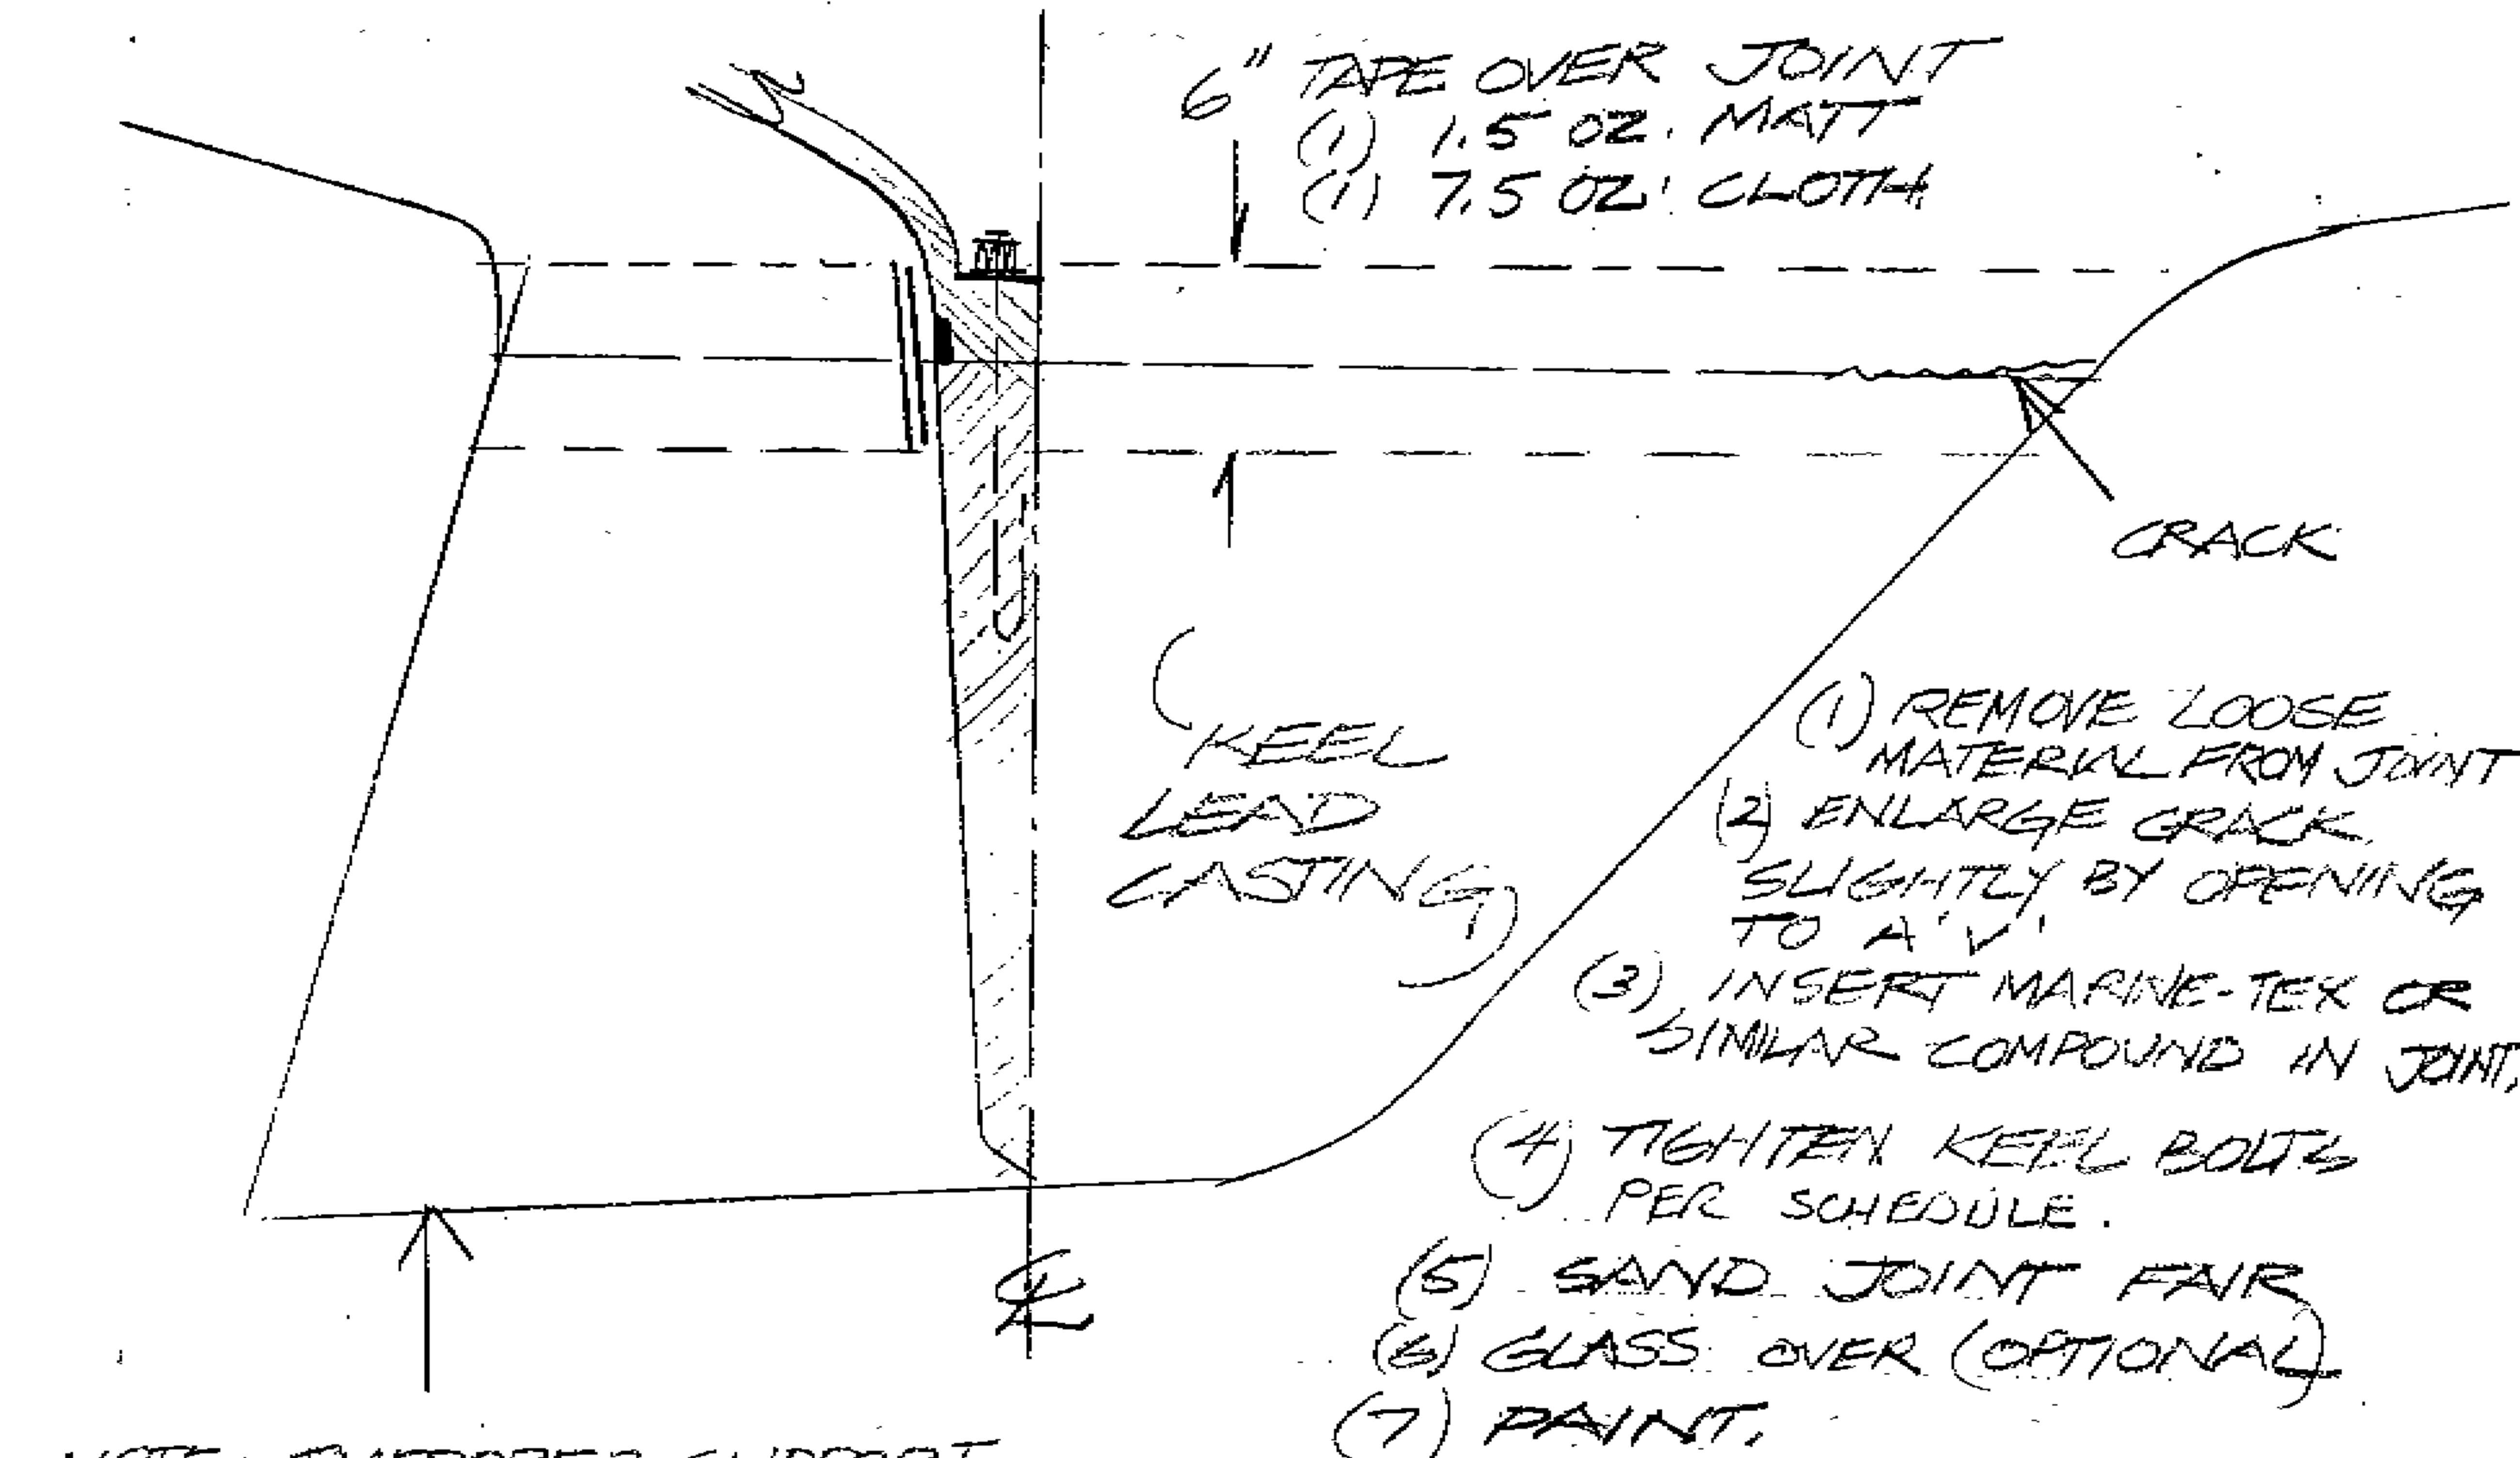 6" TAPE OVER JOINT
(1) 1.5 OZ. MATT
(1) 7.5 OZ. CLOTH
CRACK
(KEEL
LEAD
CASTING)
(1) REMOVE LOOSE
MATERIAL FROM JOINT
(2) ENLARGE CRACK
SLIGHTLY BY OPENING
TO A 'V'
(3) INSERT MARINE-TEX OR
SIMILAR COMPOUND IN JOINT.
(4) TIGHTEN KEEL BOLTS
PER SCHEDULE.
(5) SAND JOINT FAIR
(6) GLASS OVER (OPTIONAL)
(7) PAINT.
℄